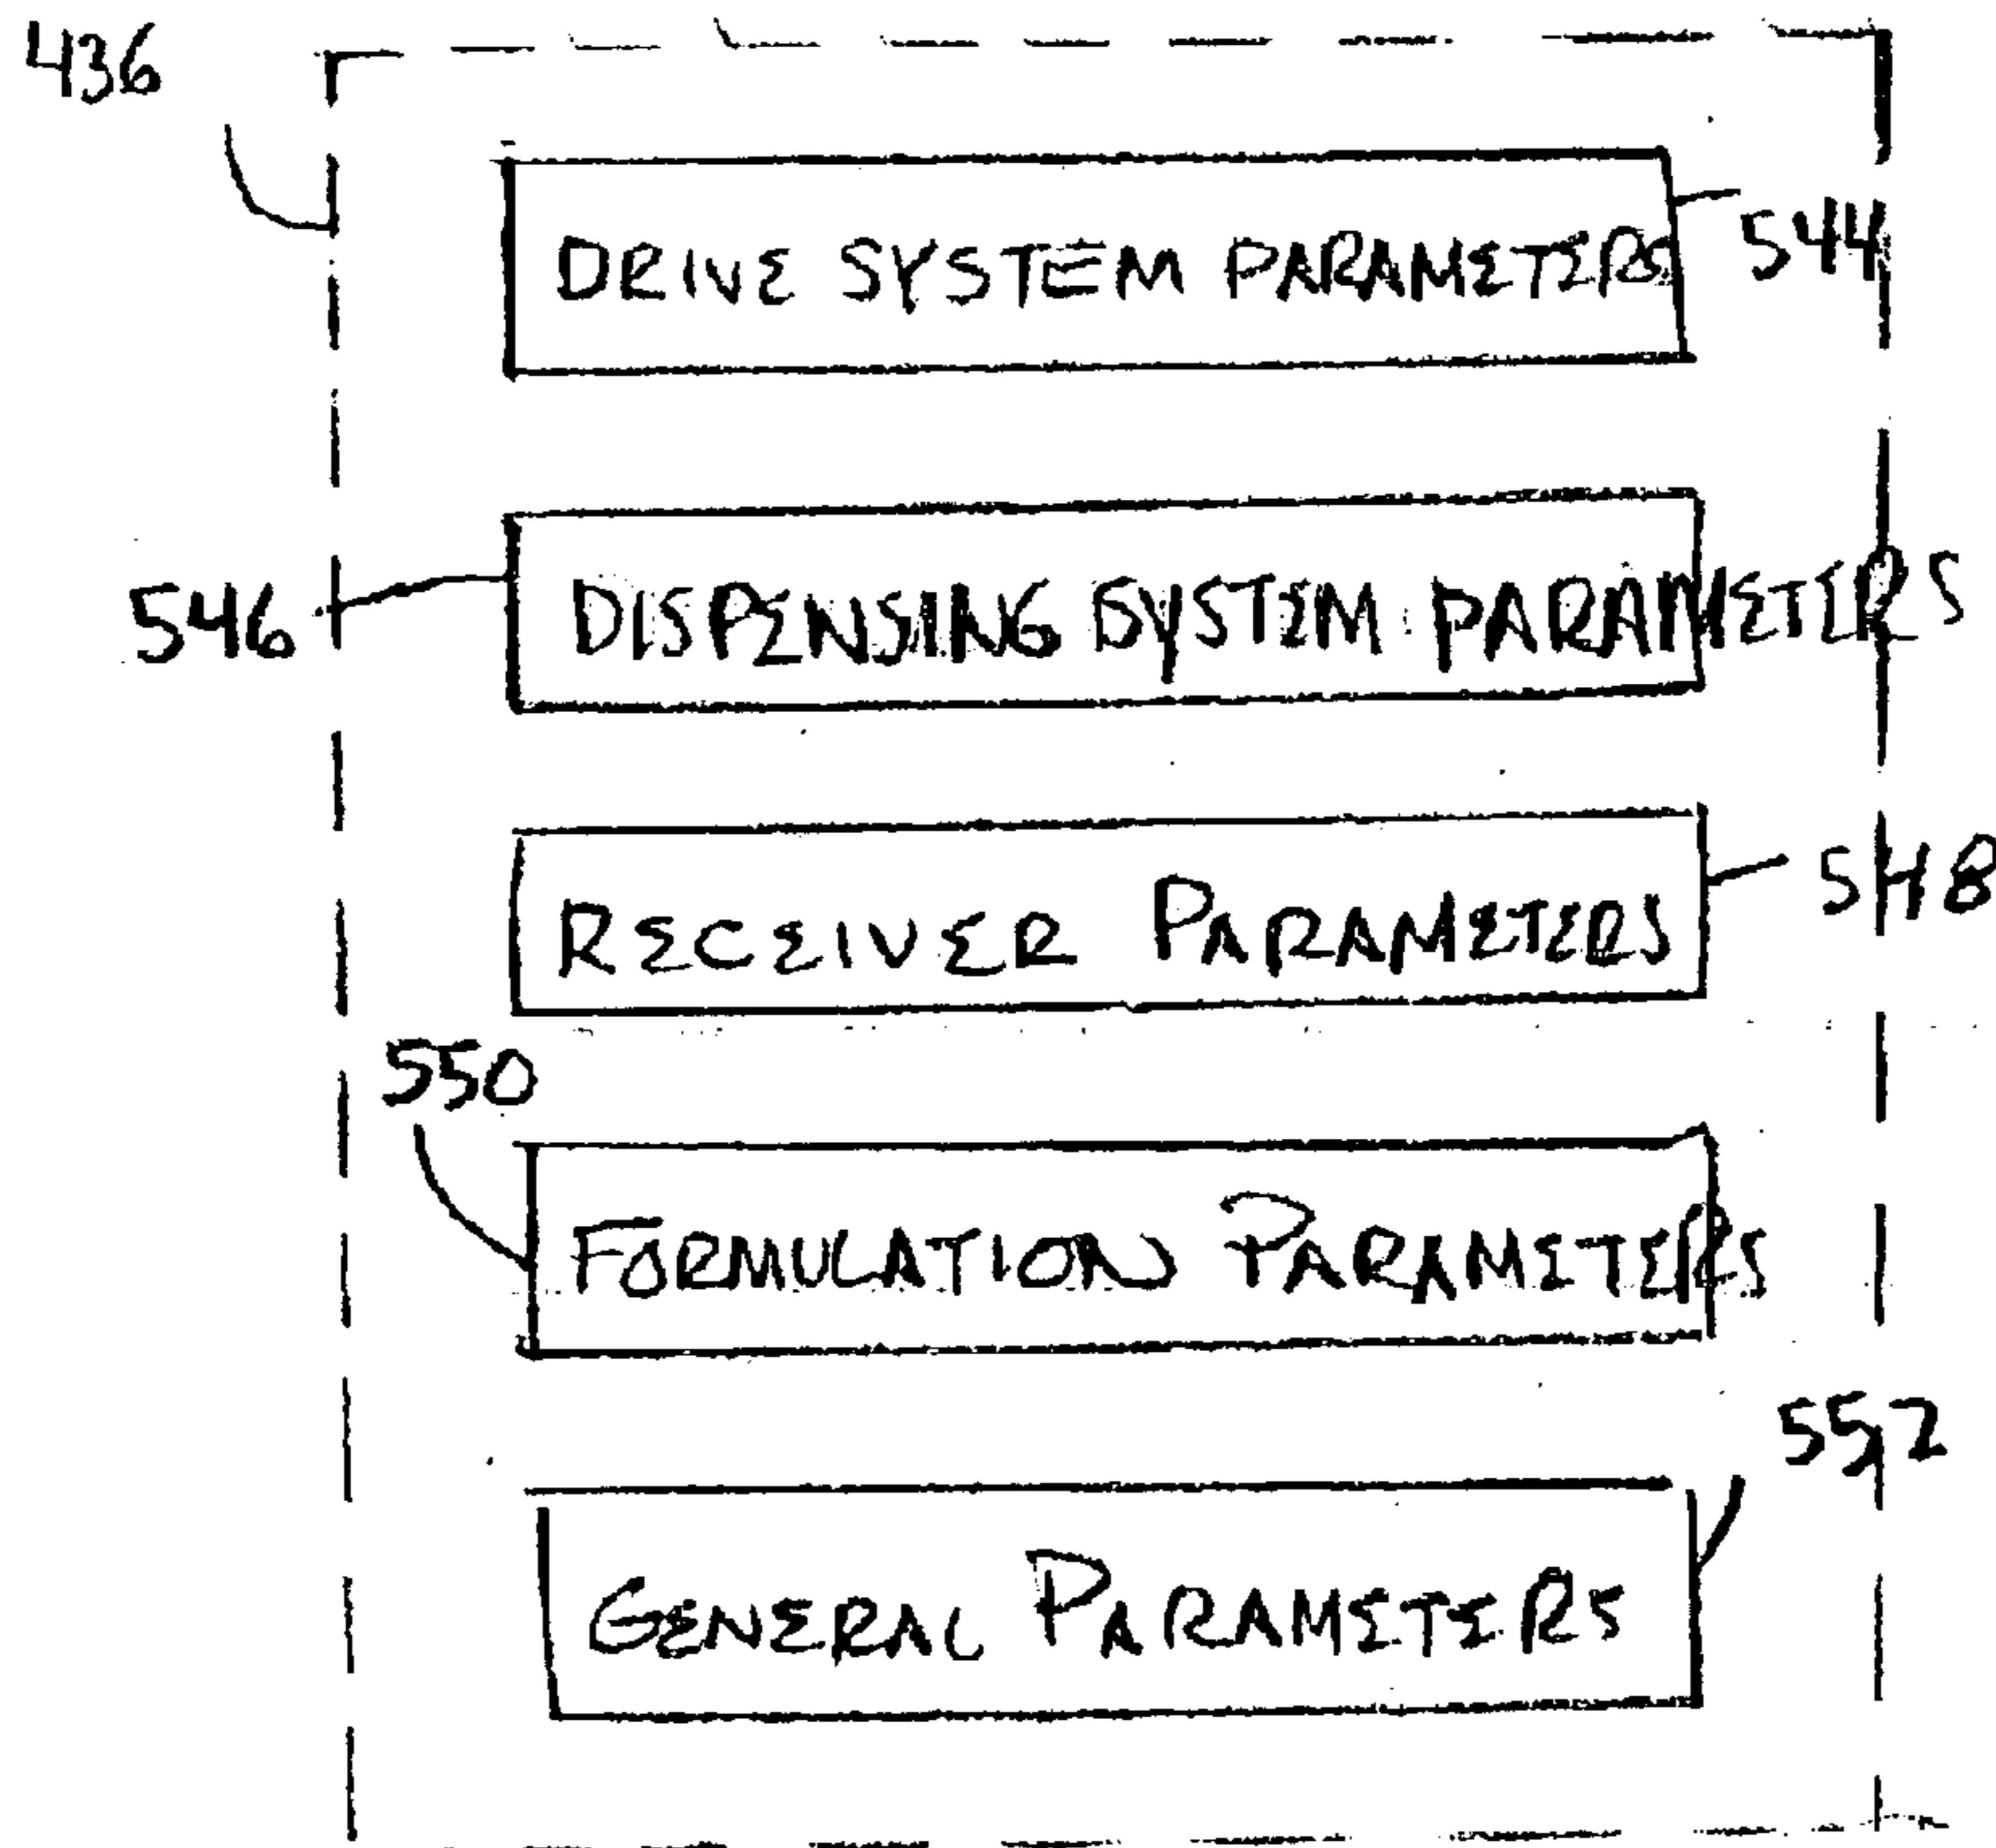 436
DRIVE SYSTEM PARAMETERS
544
546
DISPENSING SYSTEM PARAMETERS
RECEIVER PARAMETERS
548
550
FORMULATION PARAMETERS
552
GENERAL PARAMETERS